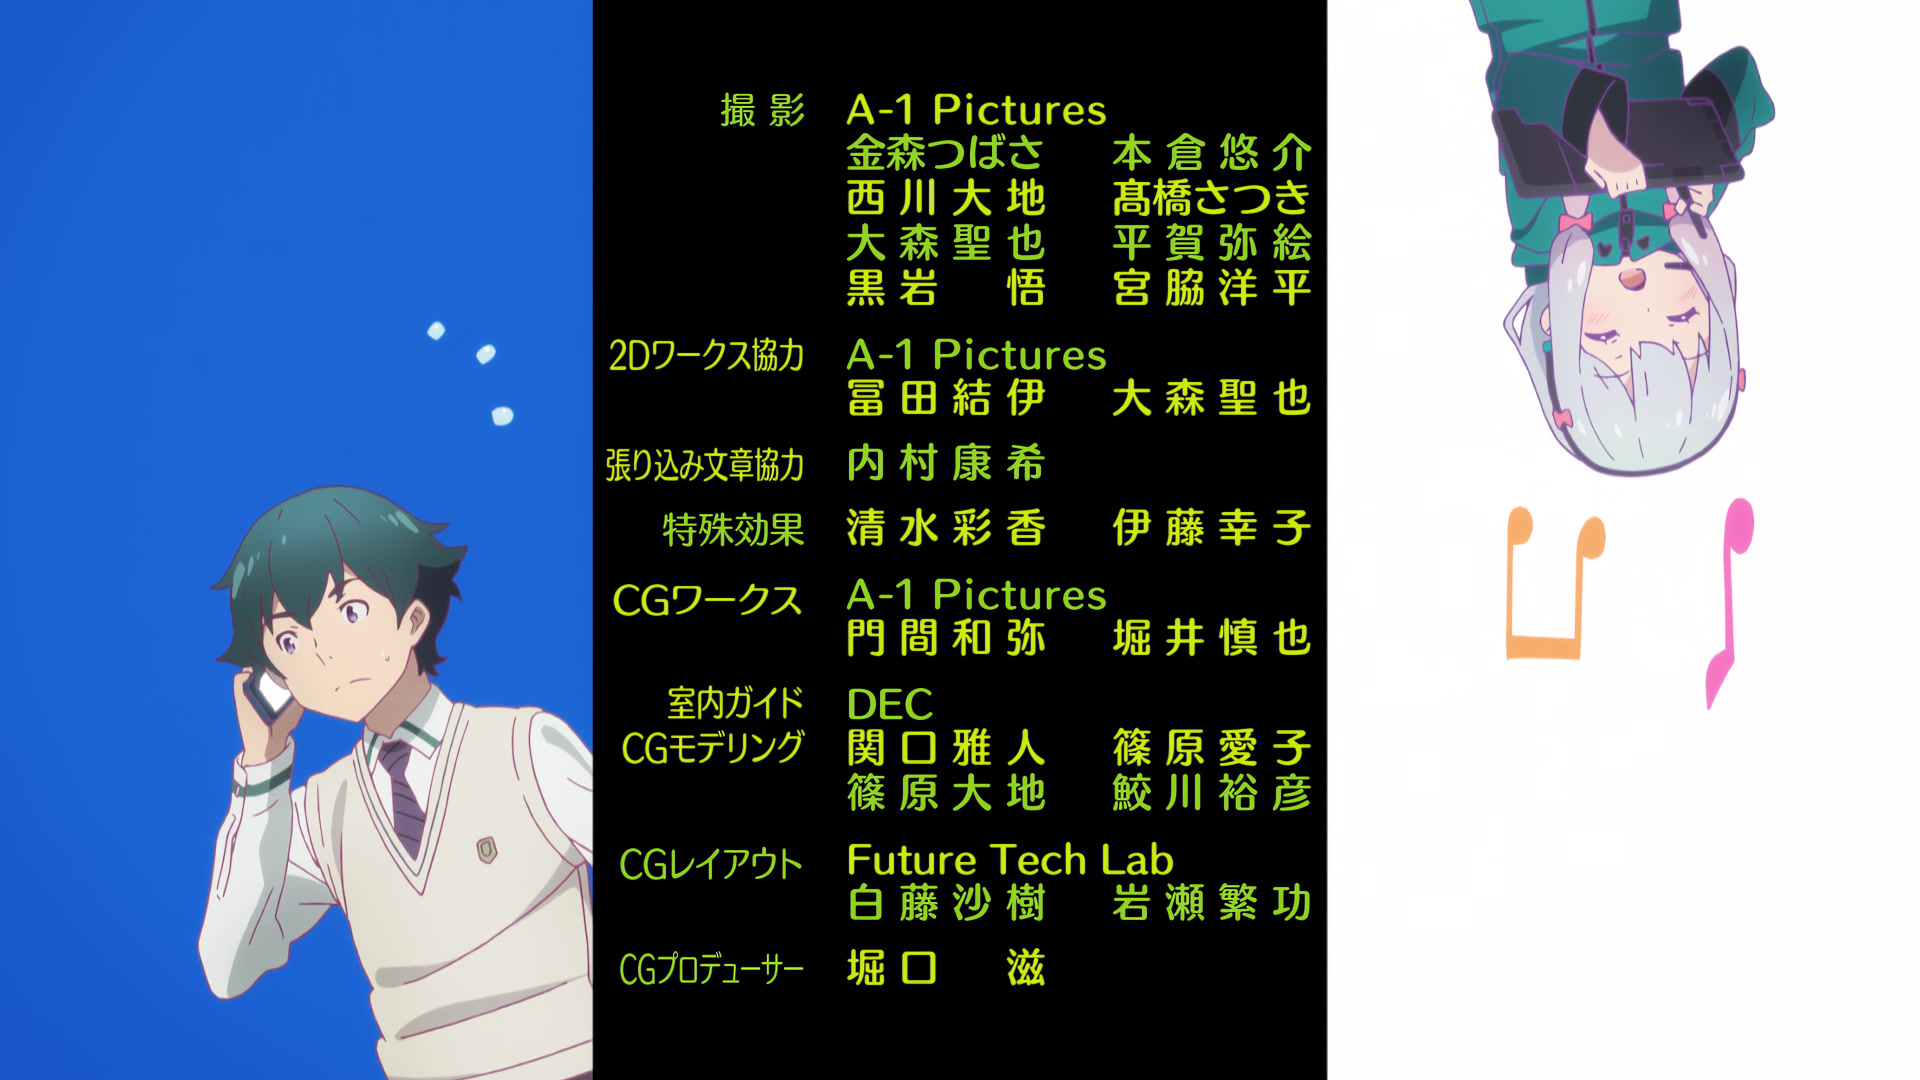 撮影 A-1 Pictures
金森つばさ 本倉悠介
西川大地 髙橋さつき
大森聖也 平賀弥絵
黒岩 悟 宮脇洋平
2Dワークス協力 A-1 Pictures
冨田結伊 大森聖也
張り込み文章協力 内村康希
特殊効果 清水彩香 伊藤幸子
CGワークス A-1 Pictures
門間和弥 堀井慎也
室内ガイド DEC
CGモデリング 関口雅人 篠原愛子
篠原大地 鮫川裕彦
CGレイアウト Future Tech Lab
白藤沙樹 岩瀬繁功
CGプロデューサー 堀口 滋